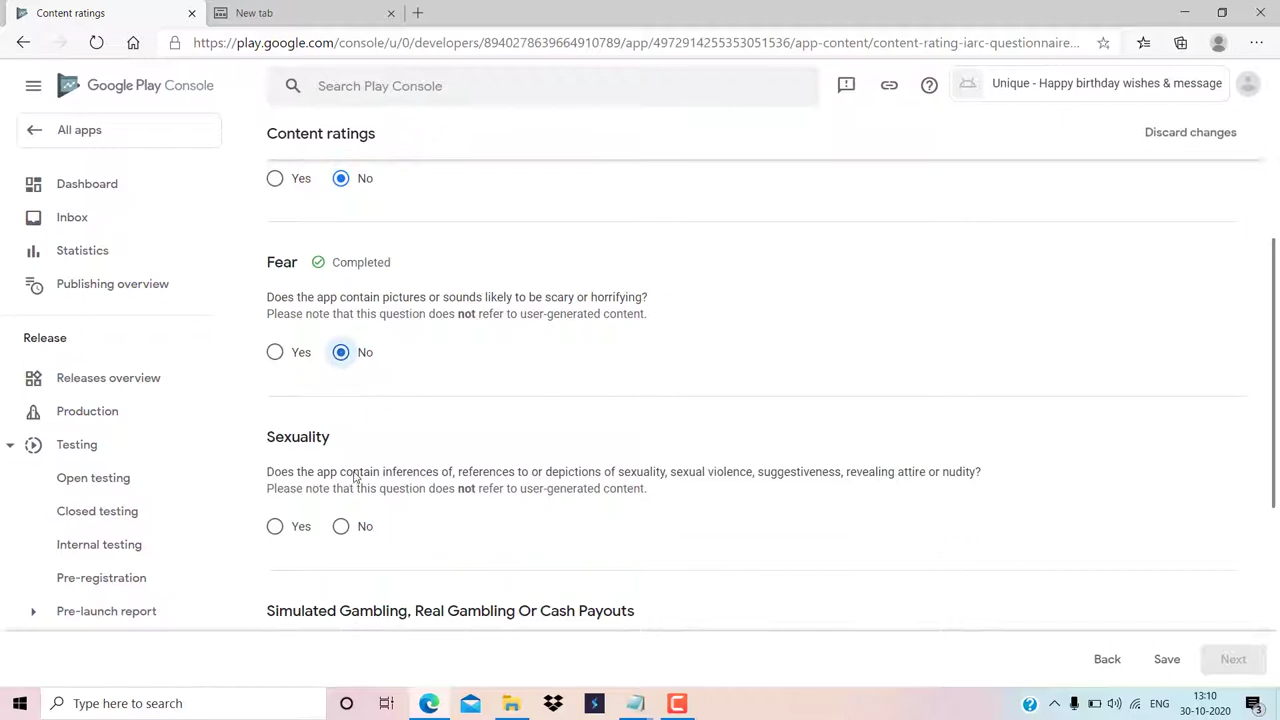 Content ratings
New tab
https://play.google.com/console/u/0/developers/8940278639664910789/app/4972914255353051536/app-content/content-rating-iarc-questionnaire...
Google Play Console
Search Play Console
Unique - Happy birthday wishes & message
All apps
Content ratings
Discard changes
Yes
No
Dashboard
Inbox
Statistics
Publishing overview
Release
Releases overview
Production
Testing
Open testing
Closed testing
Internal testing
Pre-registration
Pre-launch report
Fear
Completed
Does the app contain pictures or sounds likely to be scary or horrifying?
Please note that this question does not refer to user-generated content.
Yes
No
Sexuality
Does the app contain inferences of, references to or depictions of sexuality, sexual violence, suggestiveness, revealing attire or nudity?
Please note that this question does not refer to user-generated content.
Yes
No
Simulated Gambling, Real Gambling Or Cash Payouts
Back
Save
Next
Type here to search
ENG
13:10
30-10-2020
3